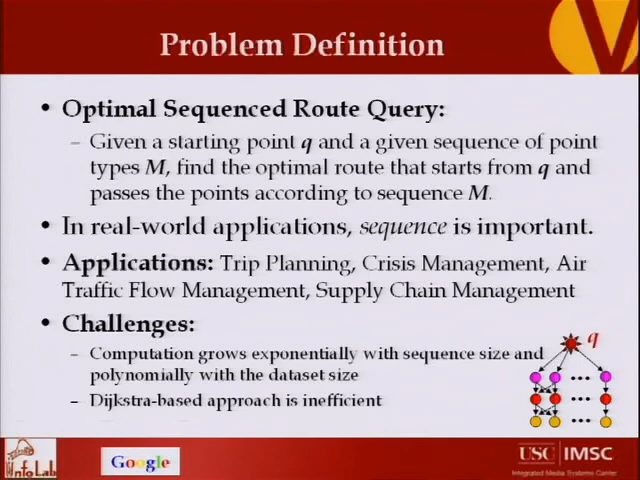 Problem Definition
• Optimal Sequenced Route Query:
– Given a starting point q and a given sequence of point
types M, find the optimal route that starts from q and
passes the points according to sequence M.
• In real-world applications, sequence is important.
• Applications: Trip Planning, Crisis Management, Air
Traffic Flow Management, Supply Chain Management
• Challenges:
– Computation grows exponentially with sequence size and
polynomially with the dataset size
– Dijkstra-based approach is inefficient
q
InfoLab
Google
USC IMSC
Integrated Media Systems Center